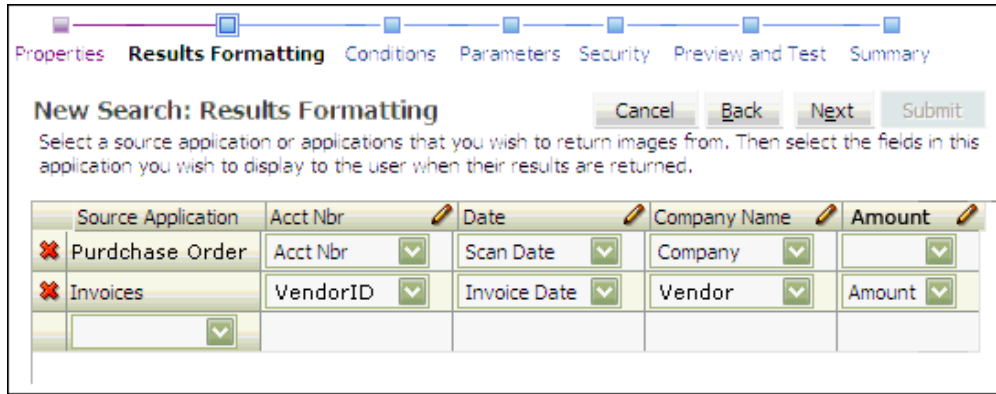 Properties Results Formatting Conditions Parameters Security Preview and Test Summary
New Search: Results Formatting Cancel Back Next Submit
Select a source application or applications that you wish to return images from. Then select the fields in this
application you wish to display to the user when their results are returned.
Source Application Acct Nbr Date Company Name Amount
Purdchase Order Acct Nbr Scan Date Company
Invoices VendorID Invoice Date Vendor Amount